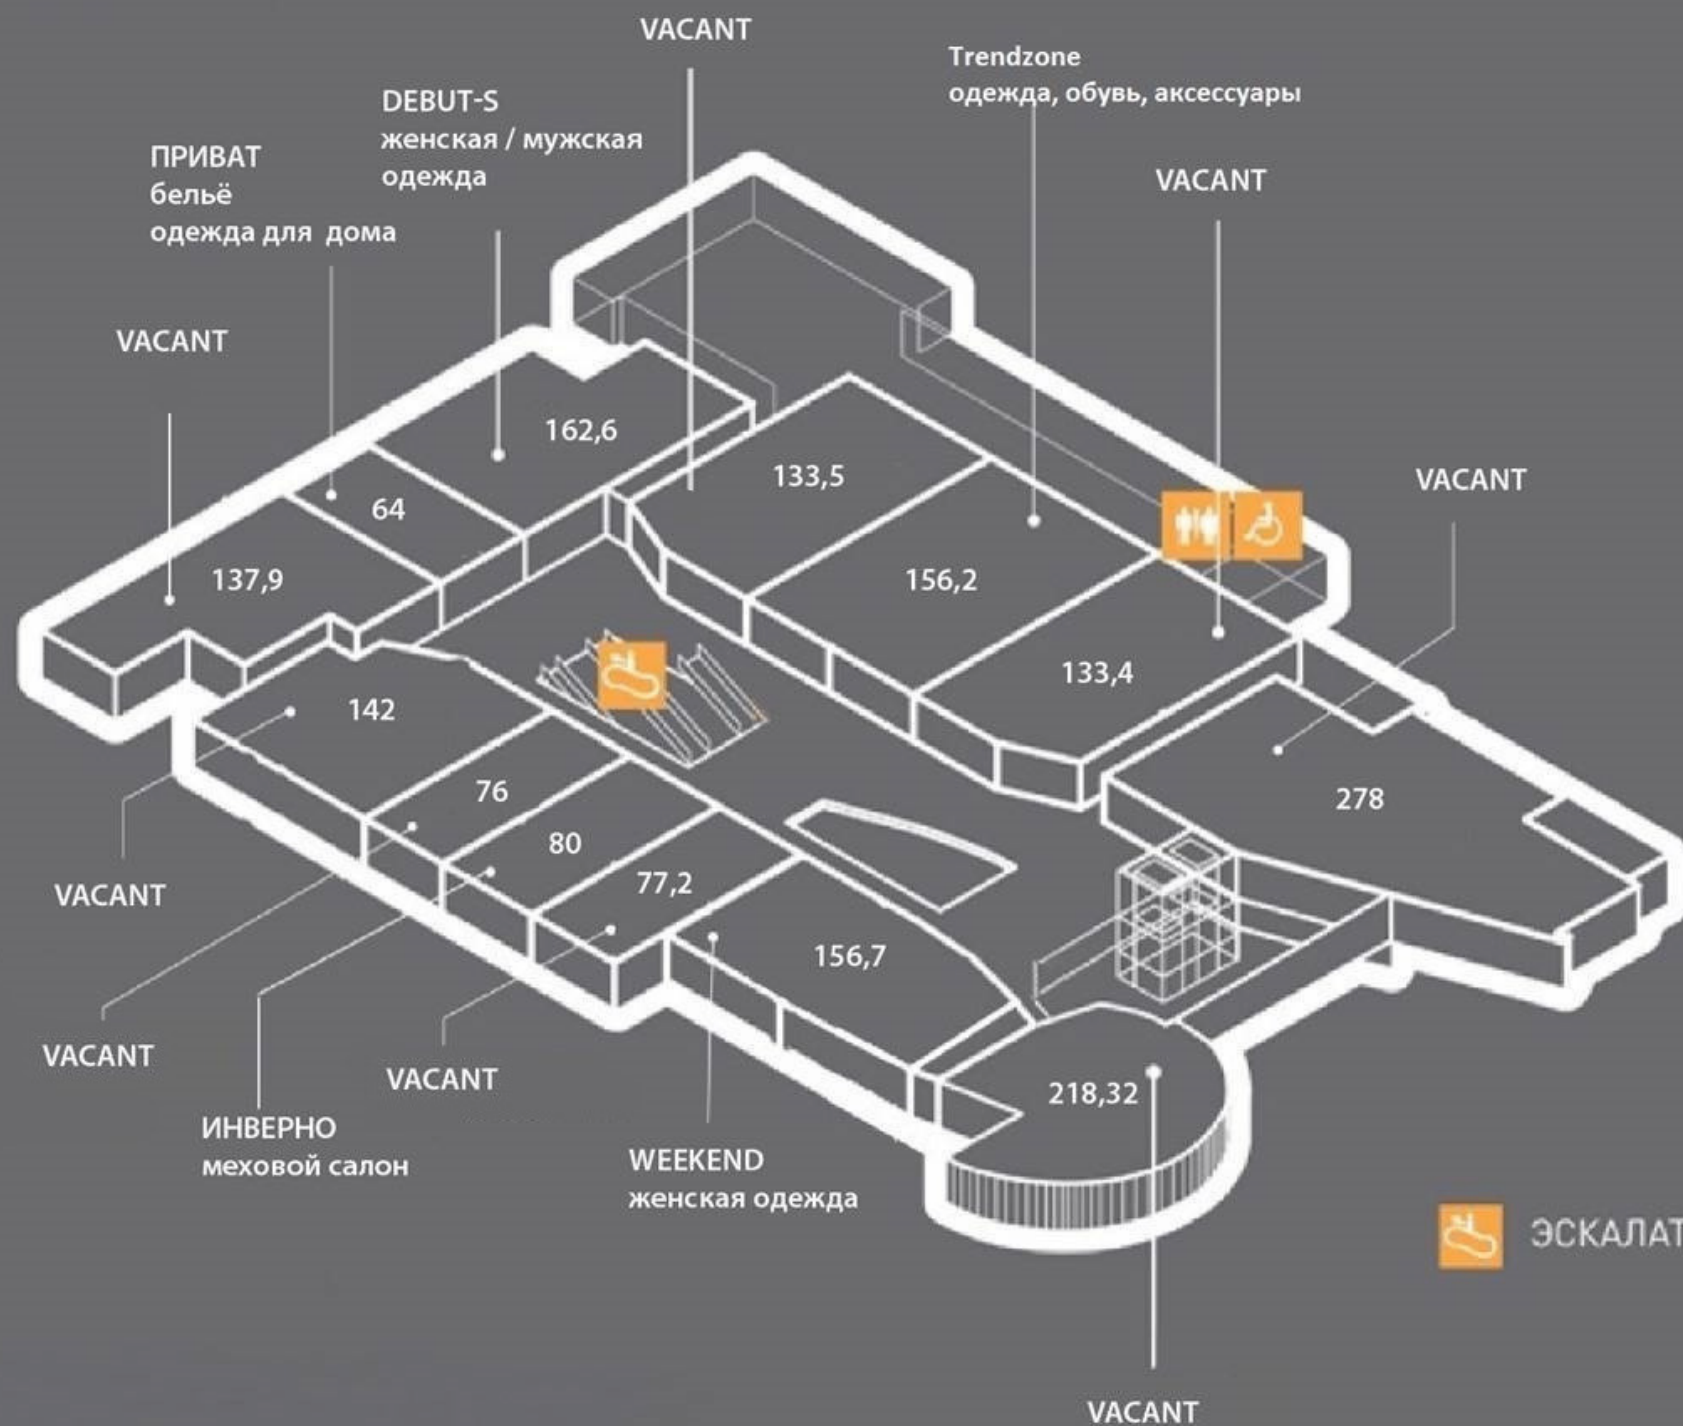 VACANT
Trendzone
одежда, обувь, аксессуары
DEBUT-S
женская / мужская
одежда
ПРИВАТ
бельё
одежда для дома
VACANT
VACANT
VACANT
162,6
133,5
64
137,9
156,2
133,4
142
76
278
80
77,2
156,7
VACANT
218,32
VACANT
VACANT
ИНВЕРНО
меховой салон
WEEKEND
женская одежда
ЭСКАЛАТ
VACANT